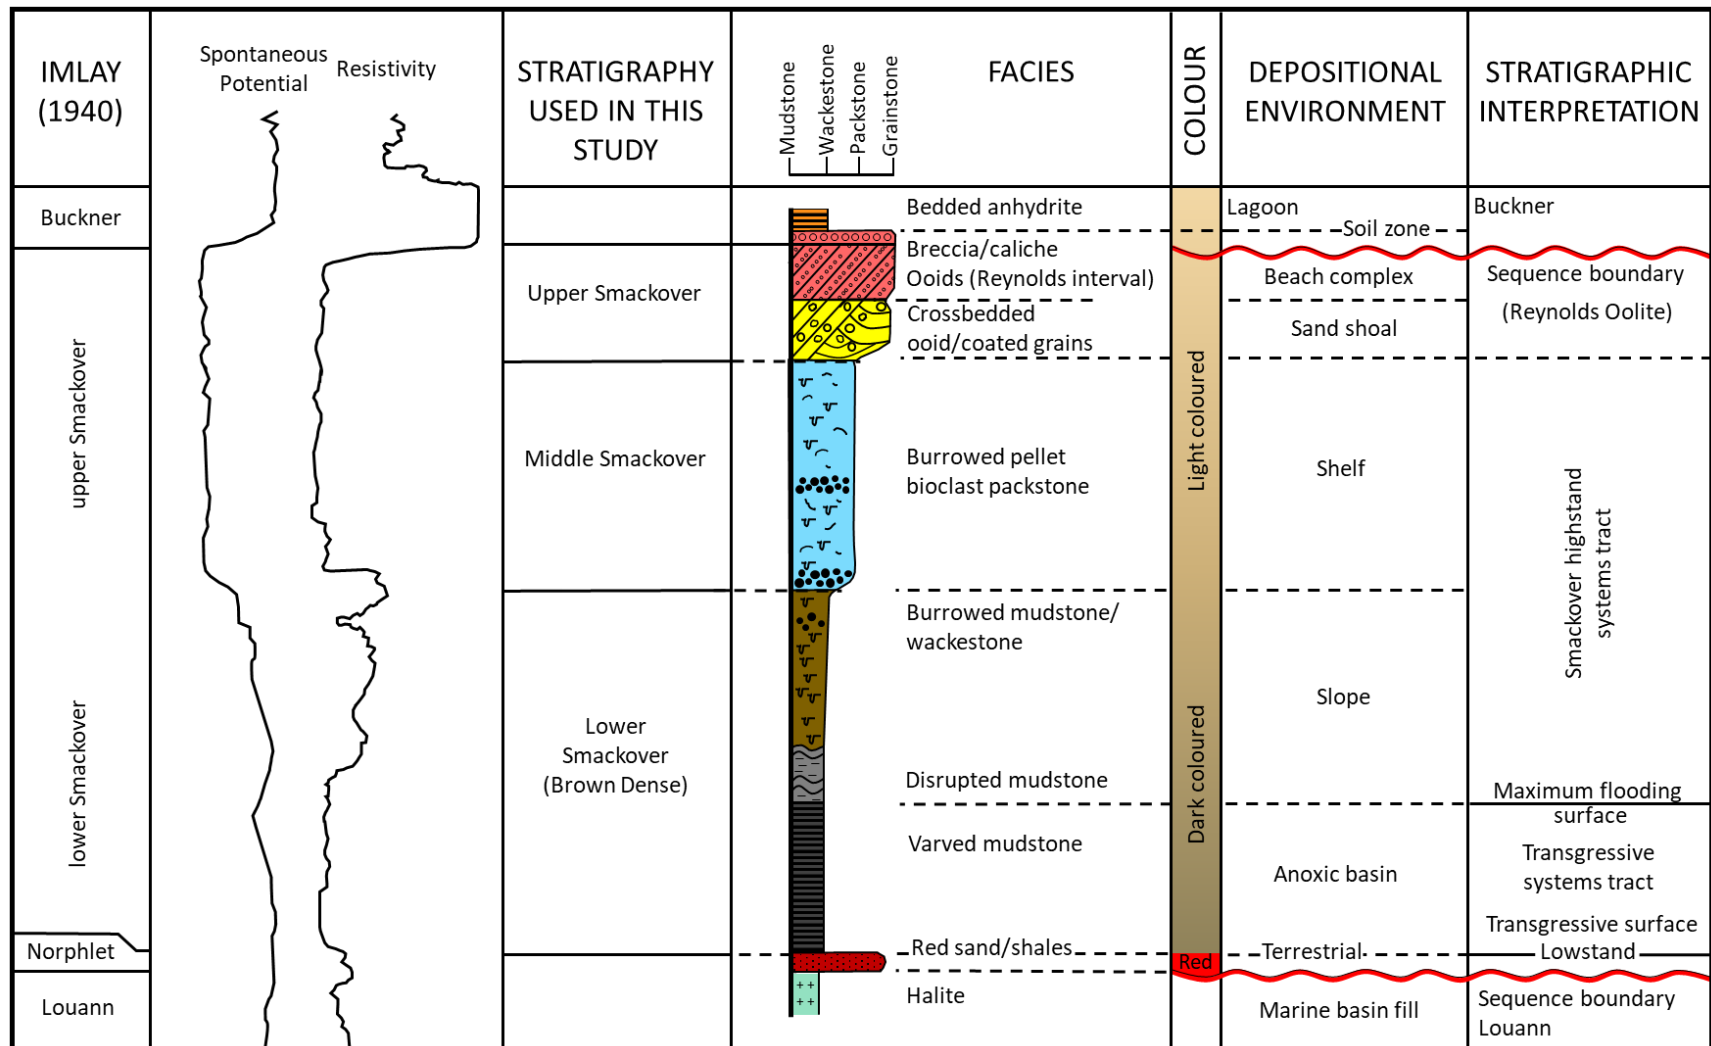 IMLAY
(1940)
Spontaneous
Potential
Resistivity
STRATIGRAPHY
USED IN THIS
STUDY
Mudstone
Wackestone
Packstone
Grainstone
FACIES
COLOUR
DEPOSITIONAL
ENVIRONMENT
STRATIGRAPHIC
INTERPRETATION
Buckner
upper Smackover
lower Smackover
Norphlet
Louann
Upper Smackover
Middle Smackover
Lower
Smackover
(Brown Dense)
Bedded anhydrite
Breccia/caliche
Ooids (Reynolds interval)
Crossbedded
ooid/coated grains
Burrowed pellet
bioclast packstone
Burrowed mudstone/
wackestone
Disrupted mudstone
Varved mudstone
Red sand/shales
Halite
Light coloured
Dark coloured
Red
Lagoon
Soil zone
Beach complex
Sand shoal
Shelf
Slope
Anoxic basin
Terrestrial
Marine basin fill
Buckner
Sequence boundary
(Reynolds Oolite)
Smackover highstand
systems tract
Maximum flooding
surface
Transgressive
systems tract
Transgressive surface
Lowstand
Sequence boundary
Louann